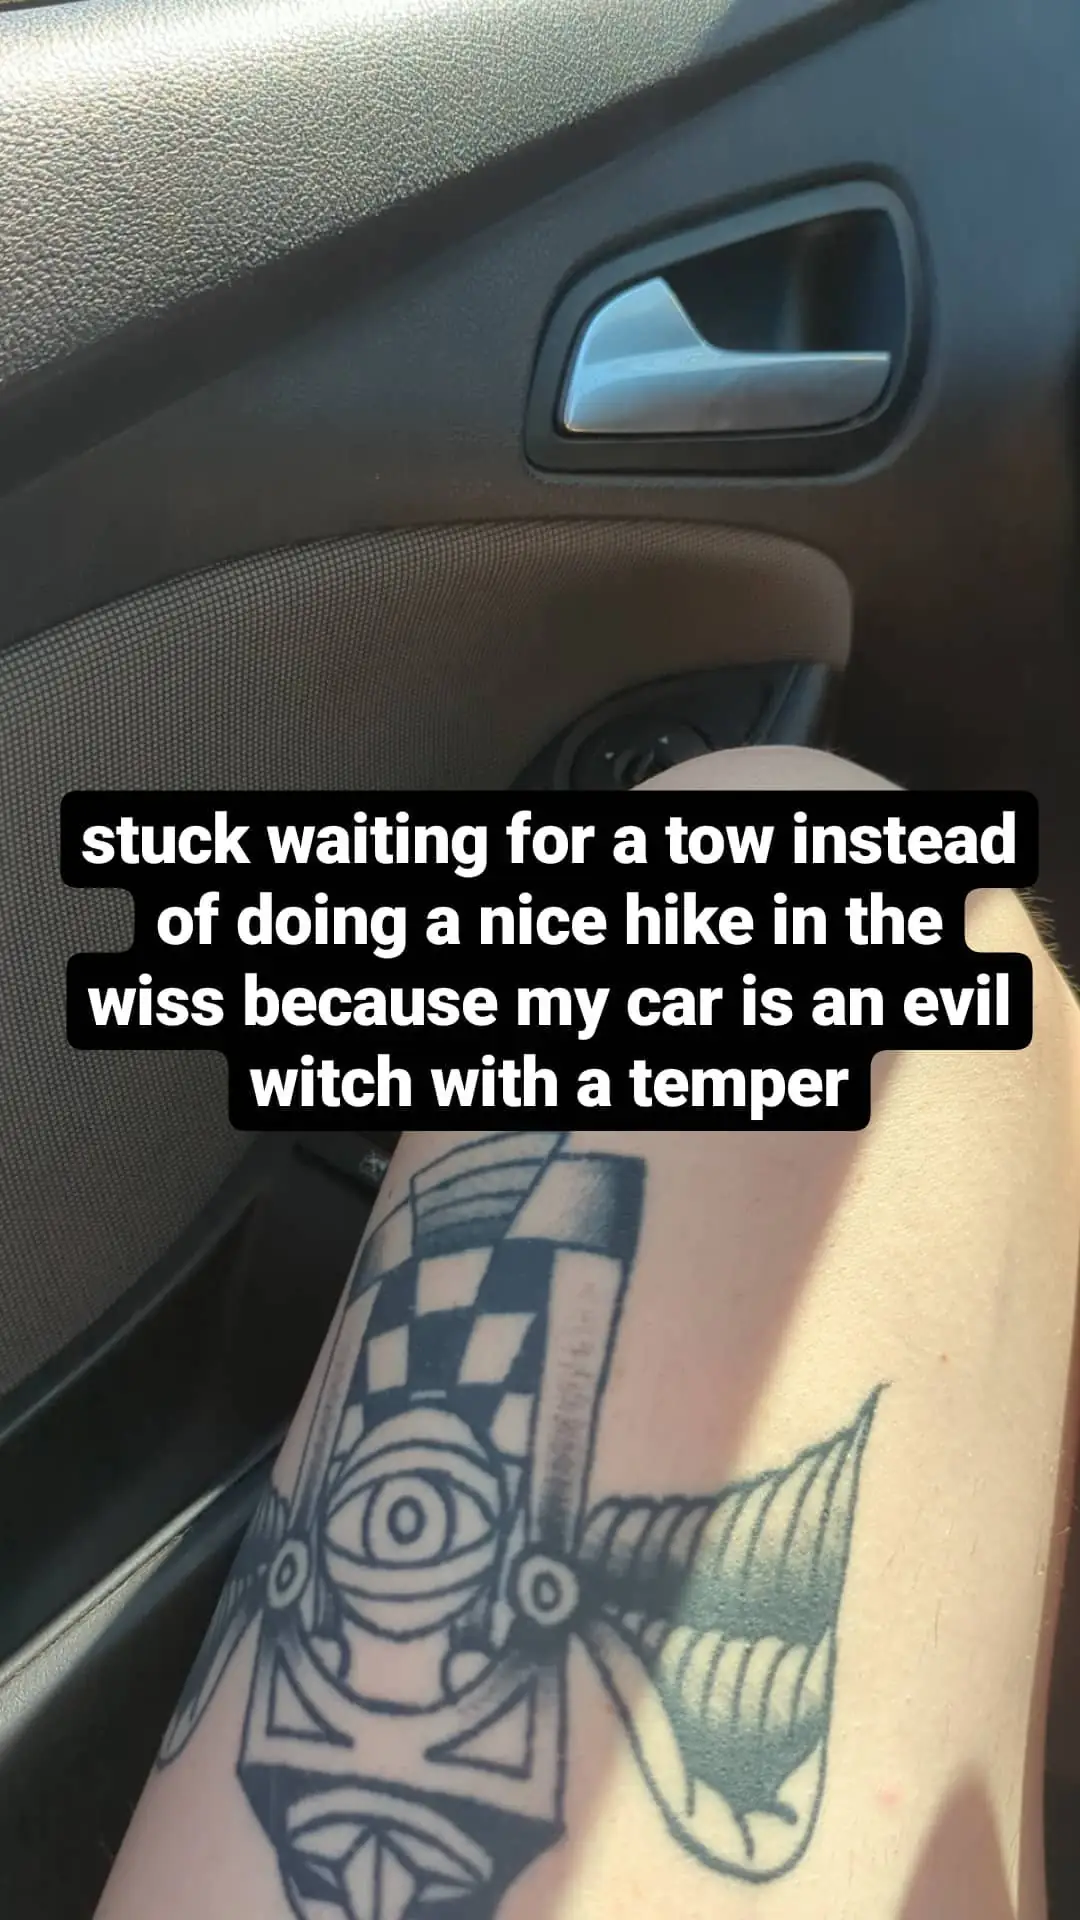 stuck waiting for a tow instead
of doing a nice hike in the
wiss because my car is an evil
witch with a temper